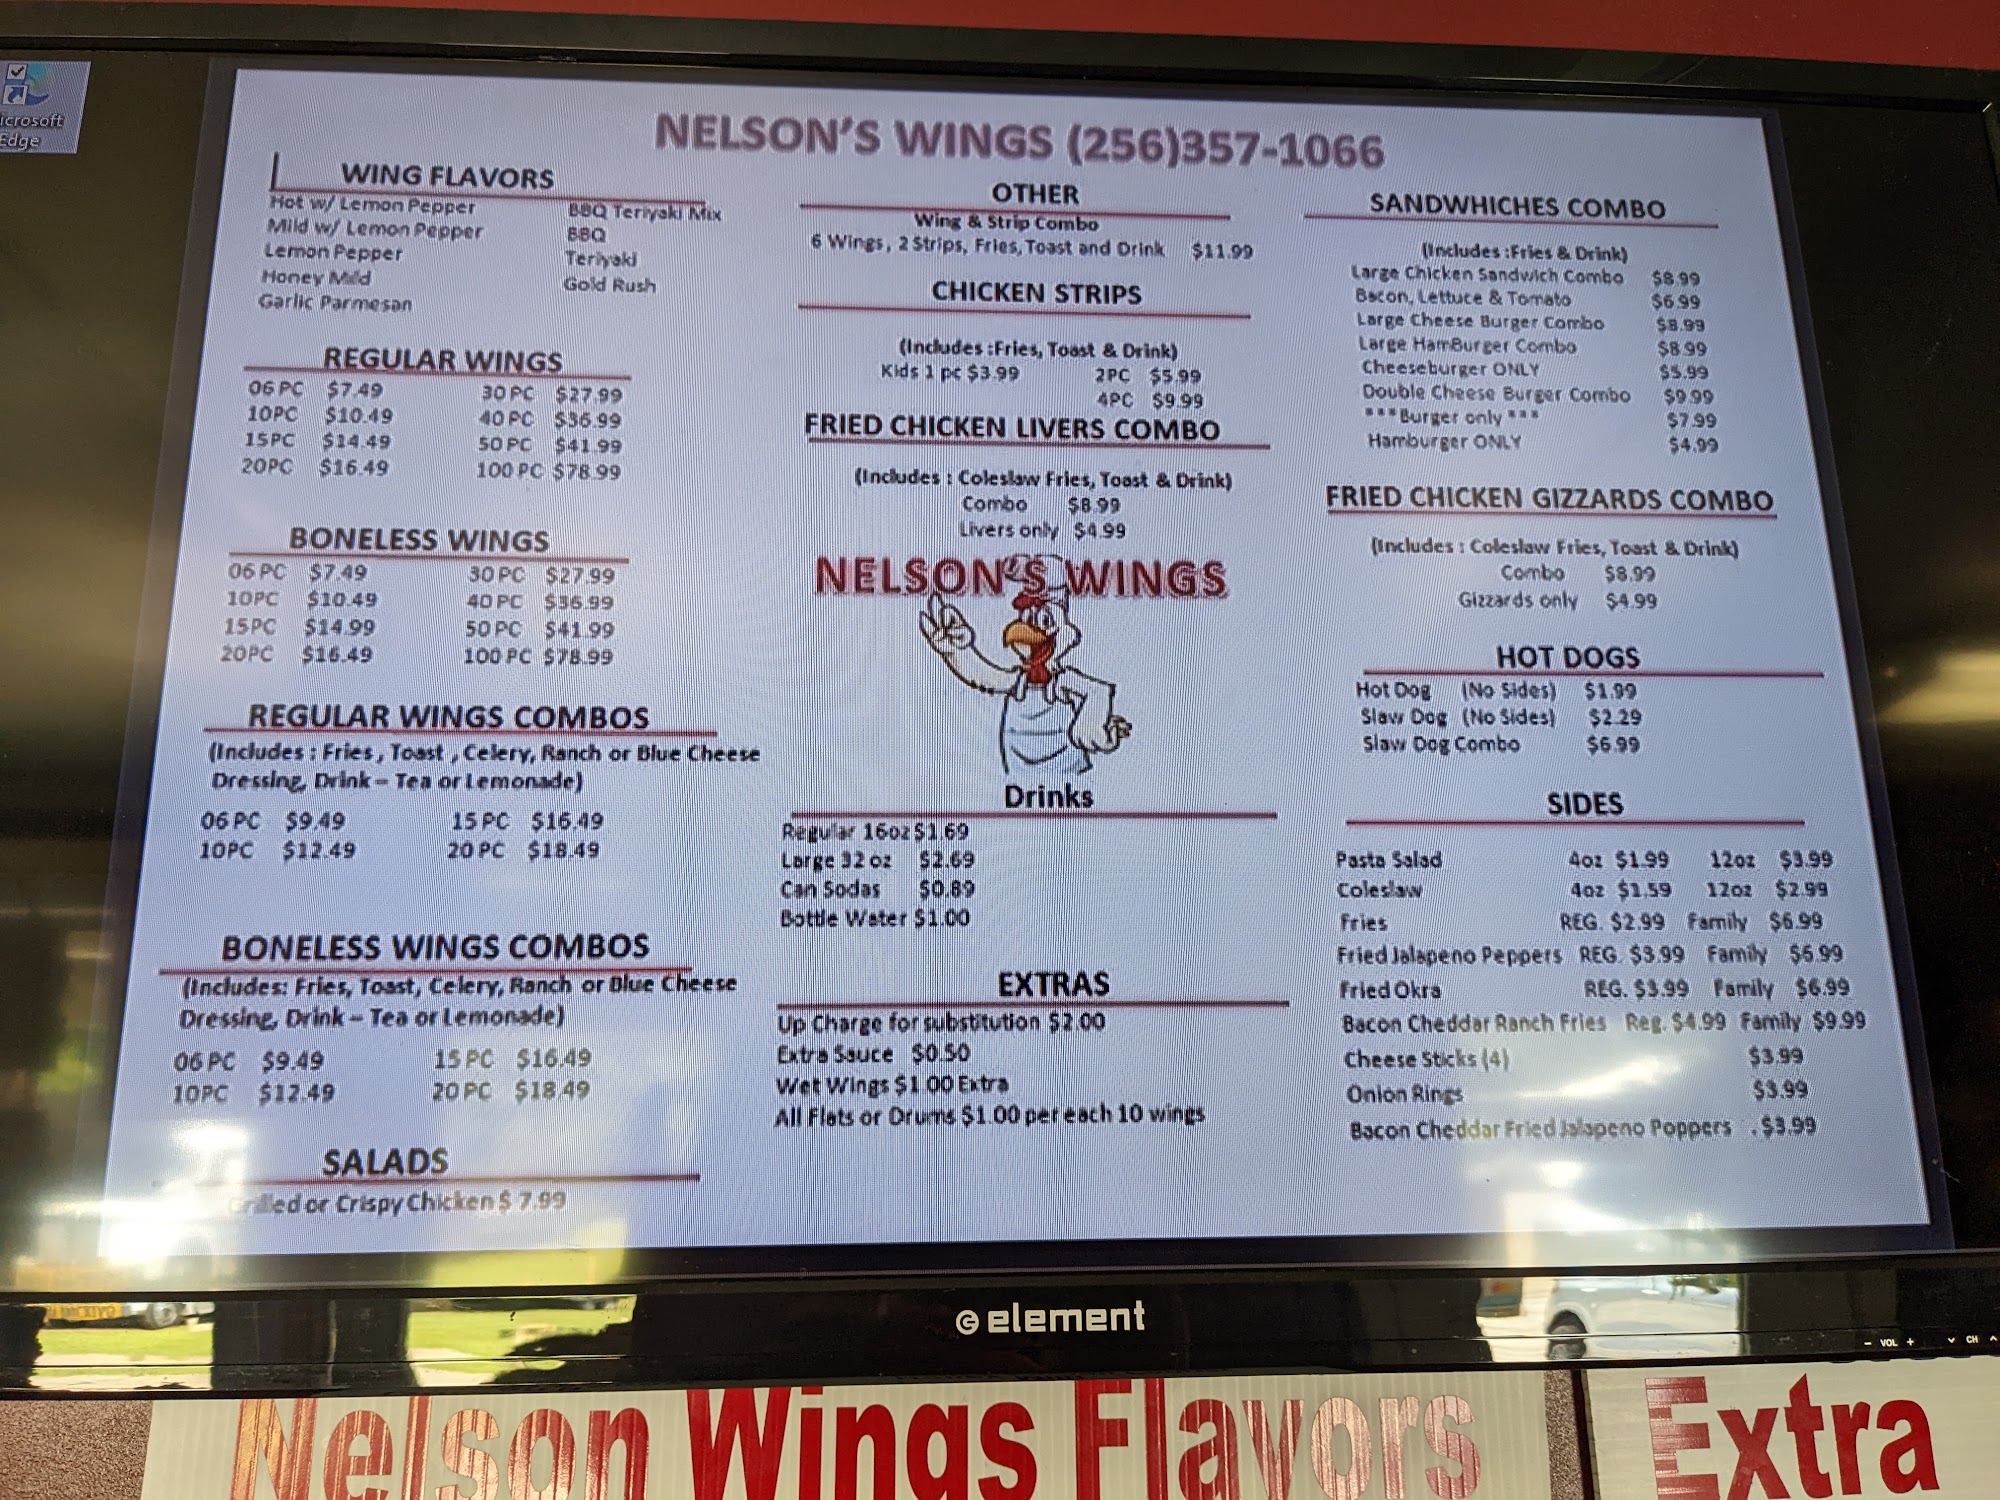 icrosoft
Edge
NELSON'S WINGS (256)357-1066
WING FLAVORS
Hot w/ Lemon Pepper
Mild w/ Lemon Pepper
Lemon Pepper
Honey Mild
Garlic Parmesan
BBQ Teriyaki Mix
BBQ
Teriyaki
Gold Rush
REGULAR WINGS
06 PC $7.49 30 PC $27.99
10PC $10.49 40 PC $36.99
15PC $14.49 50 PC $41.99
20PC $16.49 100 PC $78.99
BONELESS WINGS
06 PC $7.49 30 PC $27.99
10PC $10.49 40 PC $36.99
15PC $14.99 50 PC $41.99
20PC $16.49 100 PC $78.99
REGULAR WINGS COMBOS
(Includes : Fries, Toast , Celery, Ranch or Blue Cheese
Dressing, Drink – Tea or Lemonade)
06 PC $9.49 15 PC $16.49
10PC $12.49 20 PC $18.49
BONELESS WINGS COMBOS
(Includes: Fries, Toast, Celery, Ranch or Blue Cheese
Dressing, Drink – Tea or Lemonade)
06 PC $9.49 15 PC $16.49
10PC $12.49 20 PC $18.49
SALADS
Grilled or Crispy Chicken $ 7.99
OTHER
Wing & Strip Combo
6 Wings, 2 Strips, Fries, Toast and Drink $11.99
CHICKEN STRIPS
(Includes :Fries, Toast & Drink)
Kids 1 pc $3.99 2PC $5.99
4PC $9.99
FRIED CHICKEN LIVERS COMBO
(Includes : Coleslaw Fries, Toast & Drink)
Combo $8.99
Livers only $4.99
NELSON'S WINGS
Drinks
Regular 16oz $1.69
Large 32 oz $2.69
Can Sodas $0.89
Bottle Water $1.00
EXTRAS
Up Charge for substitution $2.00
Extra Sauce $0.50
Wet Wings $1.00 Extra
All Flats or Drums $1.00 per each 10 wings
SANDWHICHES COMBO
(Includes :Fries & Drink)
Large Chicken Sandwich Combo $8.99
Bacon, Lettuce & Tomato $6.99
Large Cheese Burger Combo $8.99
Large HamBurger Combo $8.99
Cheeseburger ONLY $5.99
Double Cheese Burger Combo $9.99
***Burger only *** $7.99
Hamburger ONLY $4.99
FRIED CHICKEN GIZZARDS COMBO
(Includes : Coleslaw Fries, Toast & Drink)
Combo $8.99
Gizzards only $4.99
HOT DOGS
Hot Dog (No Sides) $1.99
Slaw Dog (No Sides) $2.29
Slaw Dog Combo $6.99
SIDES
Pasta Salad 4oz $1.99 12oz $3.99
Coleslaw 4oz $1.59 12oz $2.99
Fries REG. $2.99 Family $6.99
Fried Jalapeno Peppers REG. $3.99 Family $6.99
Fried Okra REG. $3.99 Family $6.99
Bacon Cheddar Ranch Fries Reg. $4.99 Family $9.99
Cheese Sticks (4) $3.99
Onion Rings $3.99
Bacon Cheddar Fried Jalapeno Poppers . $3.99
element
– VOL + CH
Nelson Wings Flavors
Extra